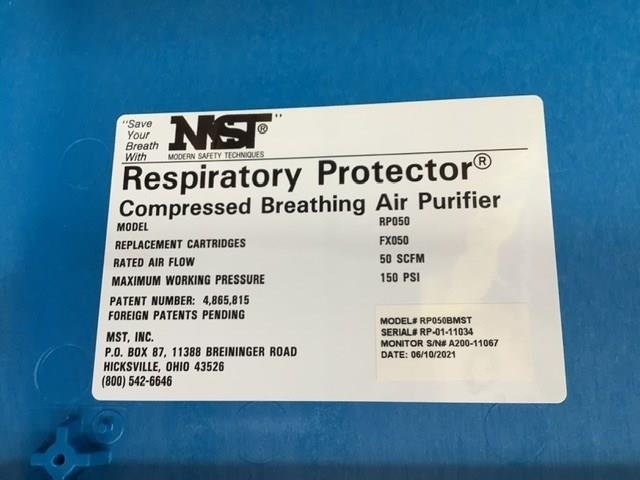 "Save
Your
Breath
With
MST®"
MODERN SAFETY TECHNIQUES
Respiratory Protector®
Compressed Breathing Air Purifier
MODEL RP050
REPLACEMENT CARTRIDGES FX050
RATED AIR FLOW 50 SCFM
MAXIMUM WORKING PRESSURE 150 PSI
PATENT NUMBER: 4,865,815
FOREIGN PATENTS PENDING
MST, INC.
P.O. BOX 87, 11388 BREININGER ROAD
HICKSVILLE, OHIO 43526
(800) 542-6646
MODEL# RP050BMST
SERIAL# RP-01-11034
MONITOR S/N# A200-11067
DATE: 06/10/2021